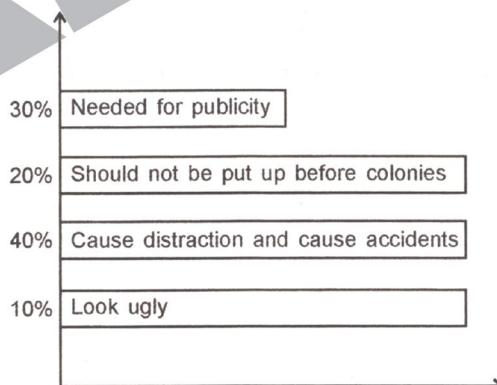 30% Needed for publicity
20% Should not be put up before colonies
40% Cause distraction and cause accidents
10% Look ugly